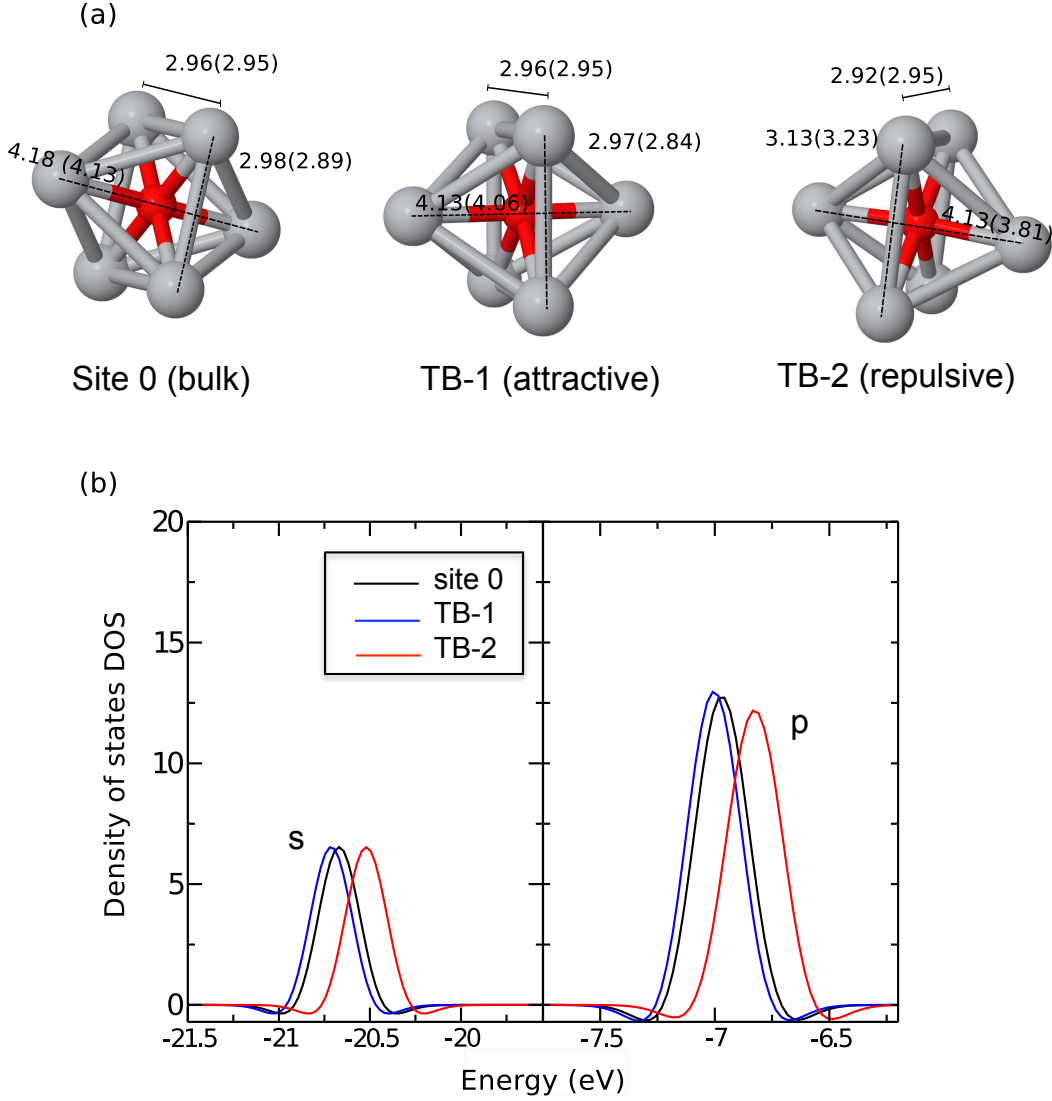 (a)
2.96(2.95)
4.18 (4.13)
2.98(2.89)
2.96(2.95)
2.97(2.84)
4.13(4.06)
2.92(2.95)
3.13(3.23)
4.13(3.81)
Site 0 (bulk)
TB-1 (attractive)
TB-2 (repulsive)
(b)
Density of states DOS
20
15
10
5
0
site 0
TB-1
TB-2
s
p
-21.5
-21
-20.5
-20
-7.5
-7
-6.5
Energy (eV)